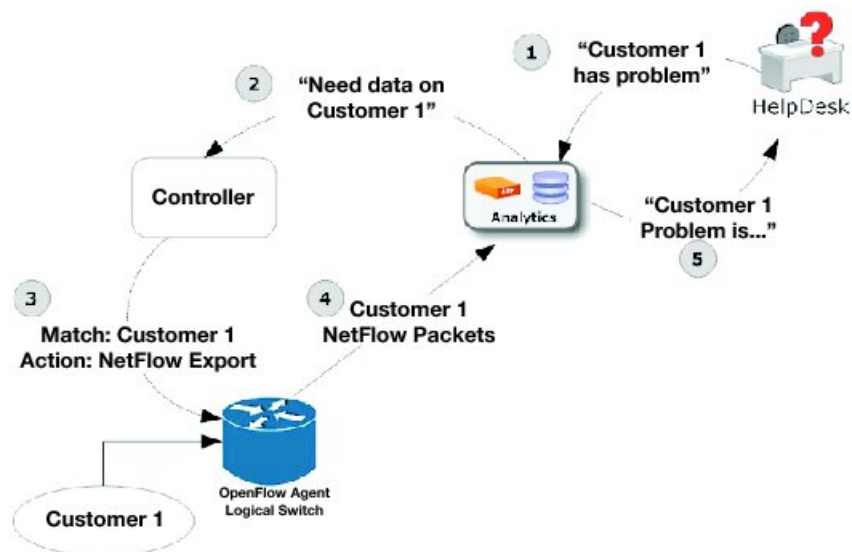 1
“Customer 1
has problem”
HelpDesk
2
“Need data on
Customer 1”
Controller
APP
Analytics
“Customer 1
Problem is...”
5
3
Match: Customer 1
Action: NetFlow Export
4
Customer 1
NetFlow Packets
OpenFlow Agent
Logical Switch
Customer 1